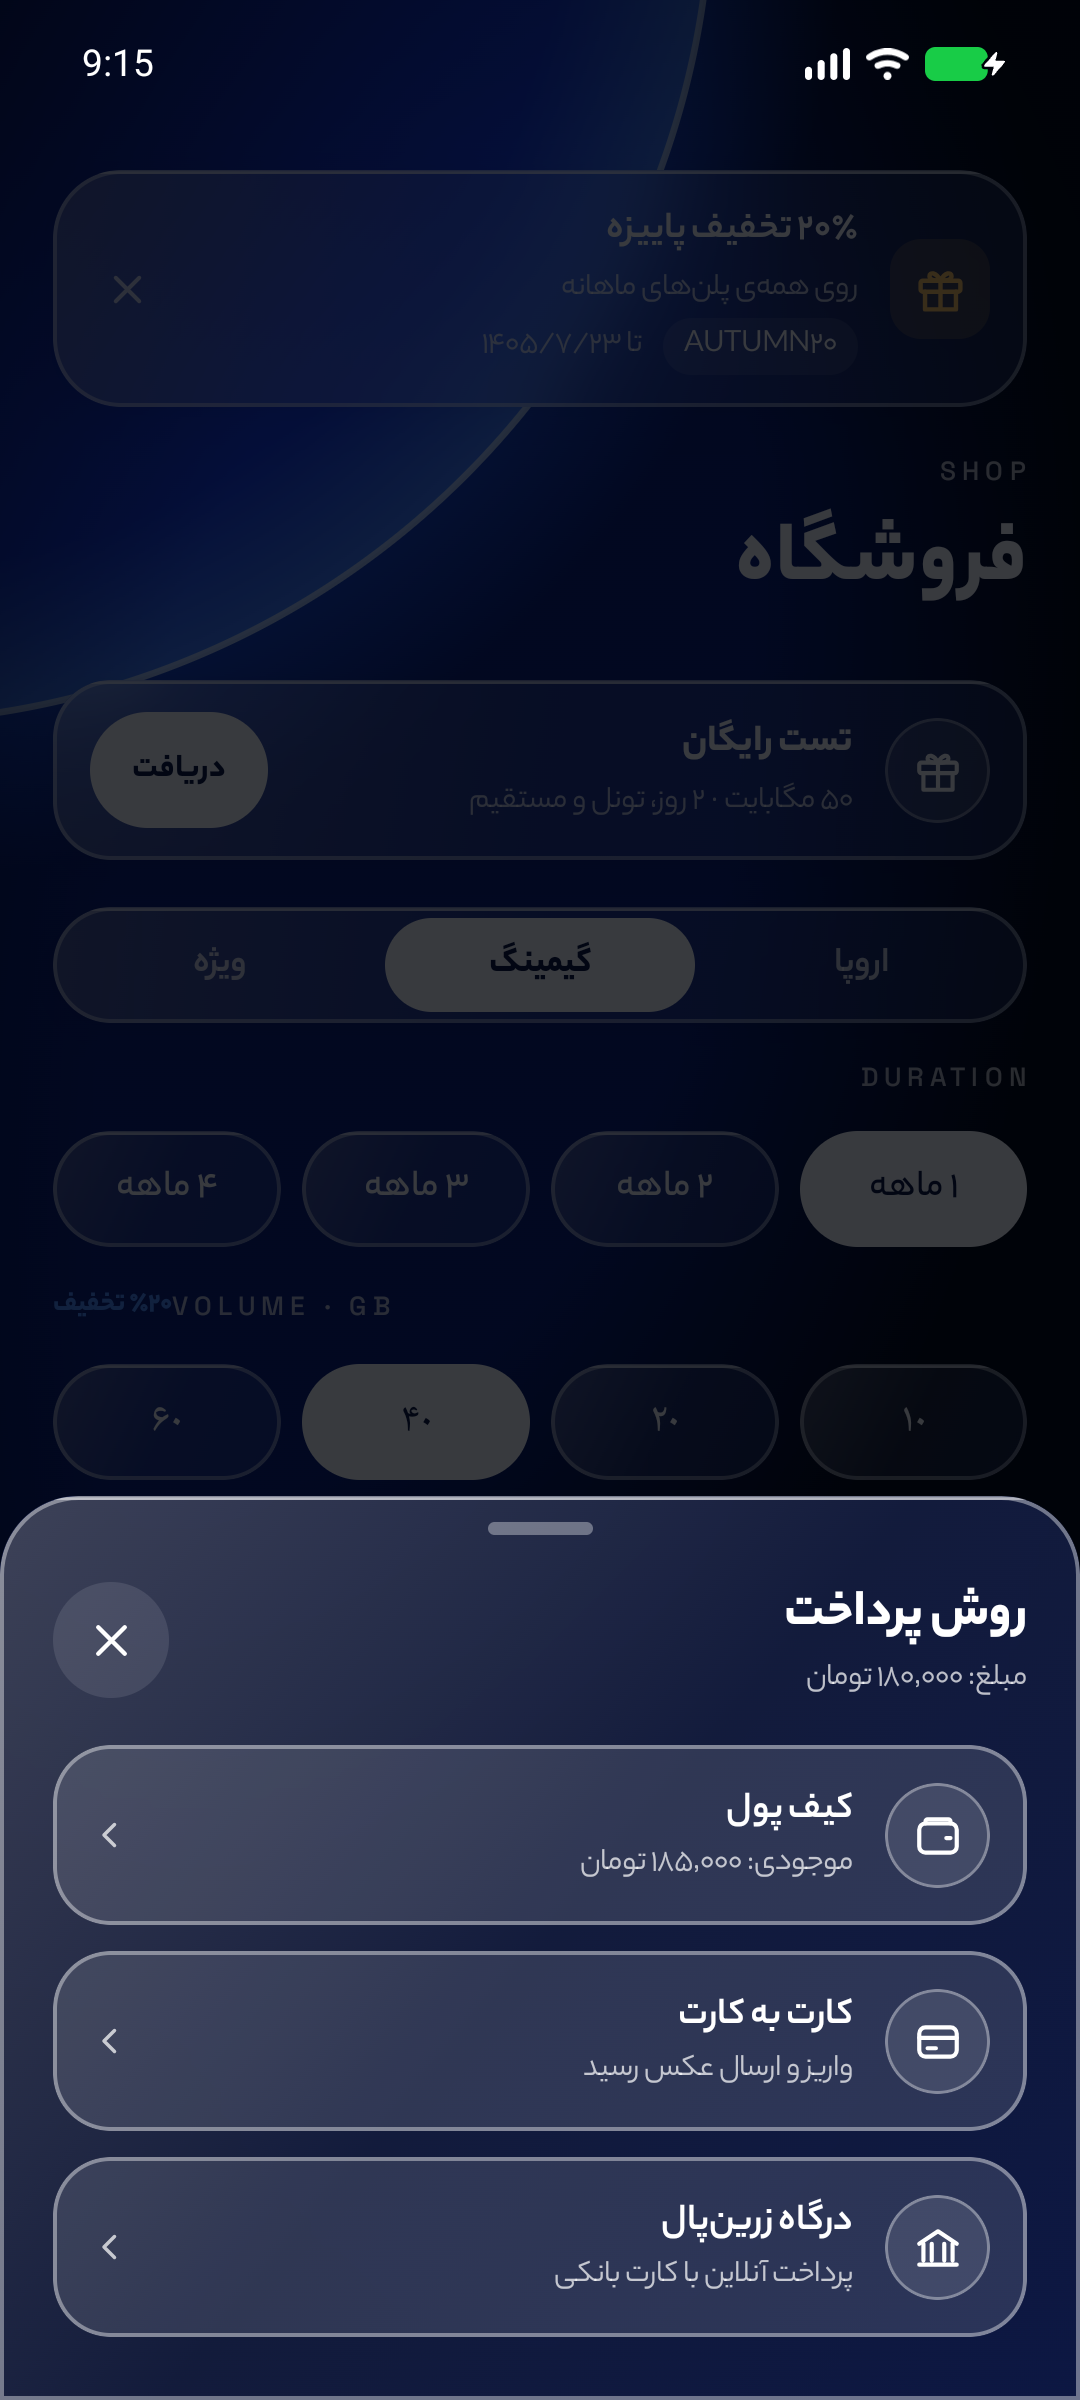 9:15
۲۰% تخفیف پاییزه
روی همه‌ی پلن‌های ماهانه
AUTUMN۲۰ تا ۱۴۰۵/۷/۲۳
SHOP
فروشگاه
تست رایگان
۵۰ مگابایت · ۲ روز، تونل و مستقیم
دریافت
اروپا گیمینگ ویژه
DURATION
۱ ماهه ۲ ماهه ۳ ماهه ۴ ماهه
VOLUME · GB ۲۰% تخفیف
۱۰ ۲۰ ۴۰ ۶۰
روش پرداخت
مبلغ: ۱۸۰,۰۰۰ تومان
کیف پول
موجودی: ۱۸۵,۰۰۰ تومان
کارت به کارت
واریز و ارسال عکس رسید
درگاه زرین‌پال
پرداخت آنلاین با کارت بانکی